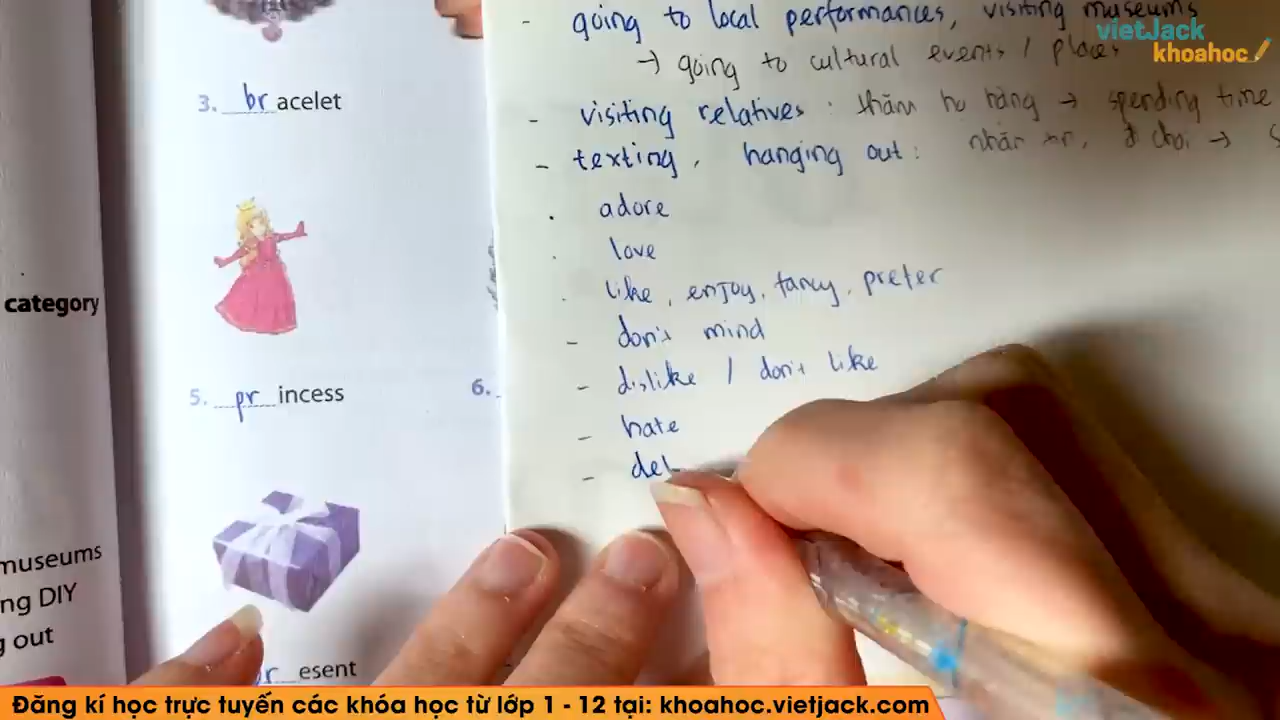 3. br acelet
category
5. pr incess
6.
museums
ng DIY
g out
esent
- going to local performances, visiting museums
→ going to cultural events / places
- visiting relatives : thăm họ hàng → spending time
- texting, hanging out : nhắn tin, đi chơi →
. adore
. love
. like, enjoy, fancy, prefer
- don't mind
- dislike / don't like
- hate
- de
vietJack
khoahoc
Đăng kí học trực tuyến các khóa học từ lớp 1 - 12 tại: khoahoc.vietjack.com